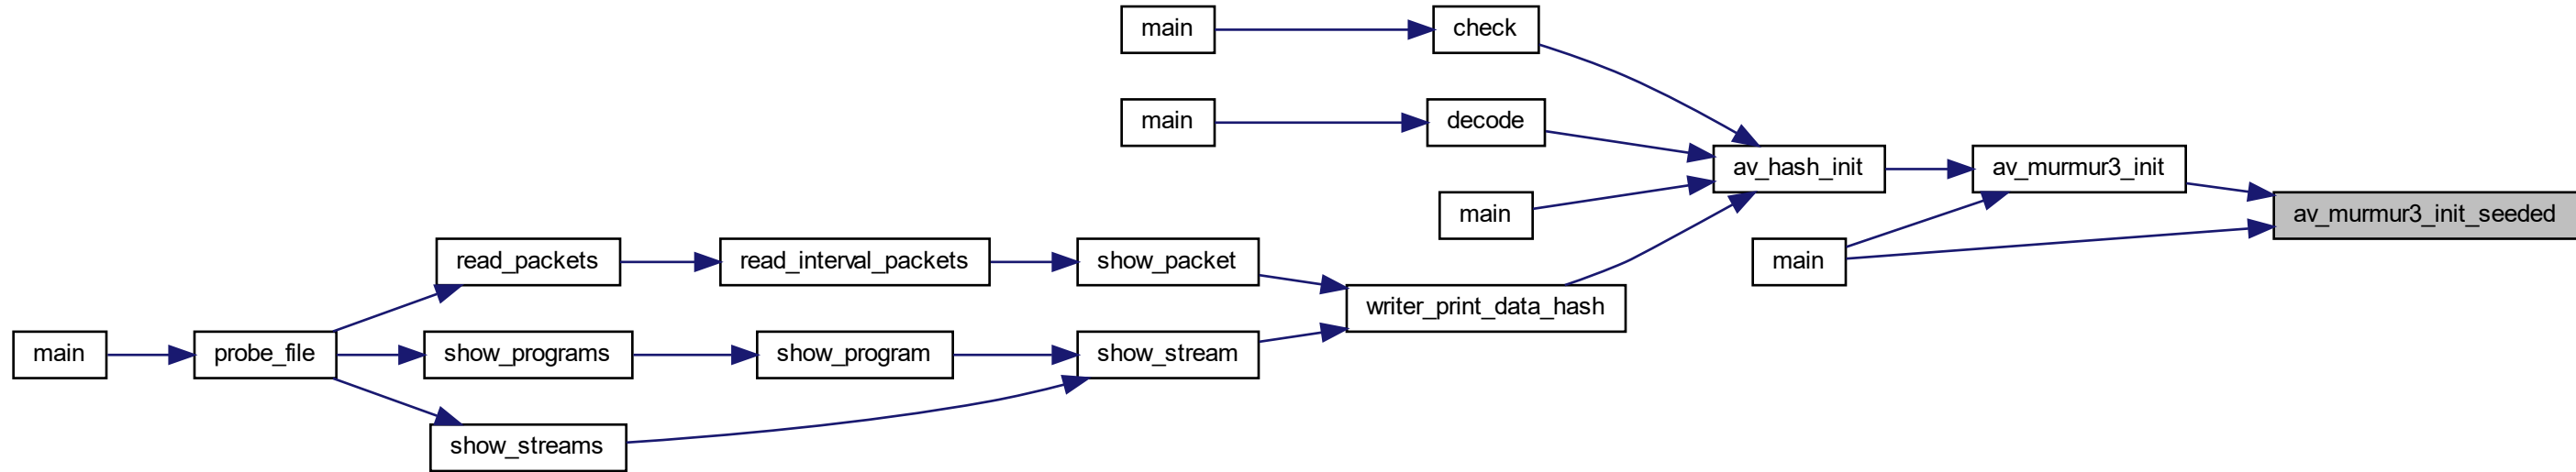 main
check
main
decode
av_hash_init
av_murmur3_init
main
av_murmur3_init_seeded
read_packets
read_interval_packets
show_packet
main
writer_print_data_hash
main
probe_file
show_programs
show_program
show_stream
show_streams